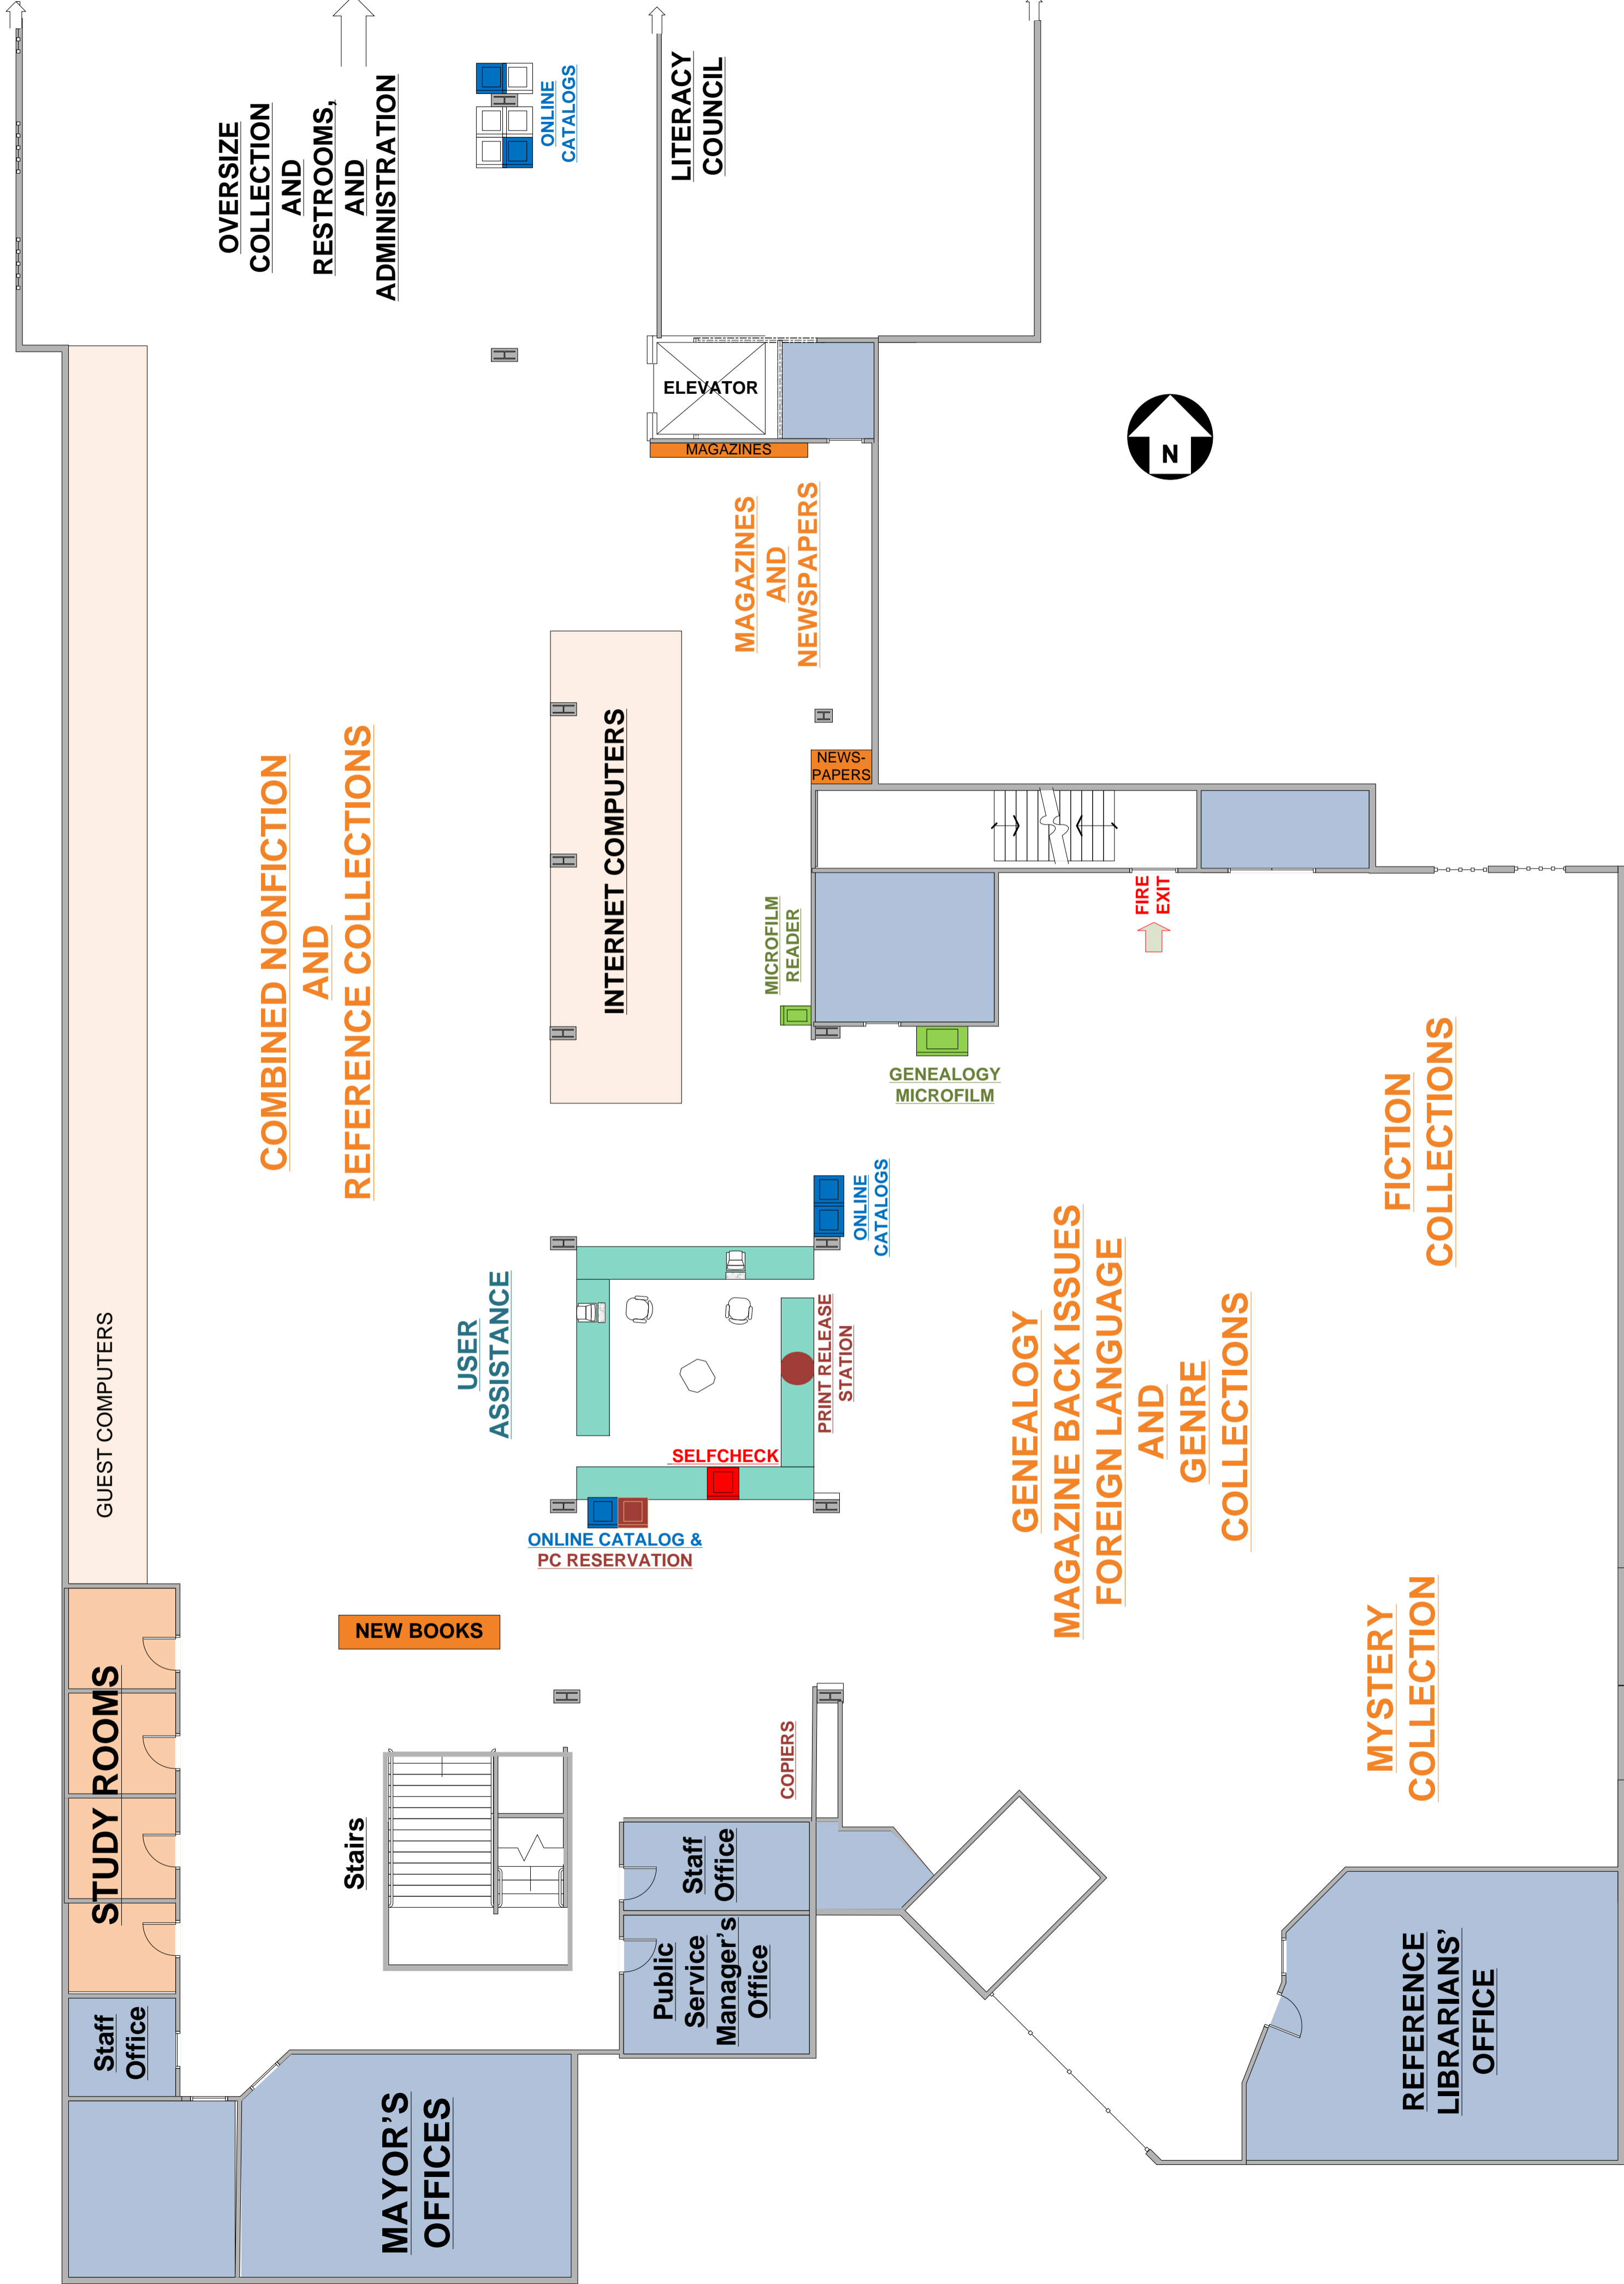 OVERSIZE
COLLECTION
AND
RESTROOMS,
AND
ADMINISTRATION
ONLINE
CATALOGS
LITERACY
COUNCIL
ELEVATOR
MAGAZINES
N
MAGAZINES
AND
NEWSPAPERS
NEWS-
PAPERS
COMBINED NONFICTION
AND
REFERENCE COLLECTIONS
INTERNET COMPUTERS
MICROFILM
READER
FIRE
EXIT
GENEALOGY
MICROFILM
FICTION
COLLECTIONS
ONLINE
CATALOGS
USER
ASSISTANCE
PRINT RELEASE
STATION
SELFCHECK
ONLINE CATALOG &
PC RESERVATION
GUEST COMPUTERS
GENEALOGY
MAGAZINE BACK ISSUES
FOREIGN LANGUAGE
AND
GENRE
COLLECTIONS
NEW BOOKS
MYSTERY
COLLECTION
STUDY ROOMS
Stairs
COPIERS
Staff
Office
Public
Service
Manager's
Office
Staff
Office
MAYOR'S
OFFICES
REFERENCE
LIBRARIANS'
OFFICE